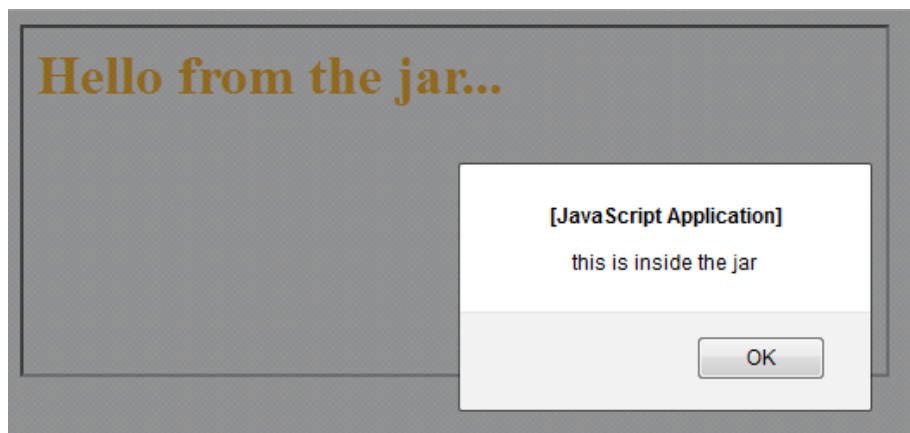 Hello from the jar...
[JavaScript Application]
this is inside the jar
OK